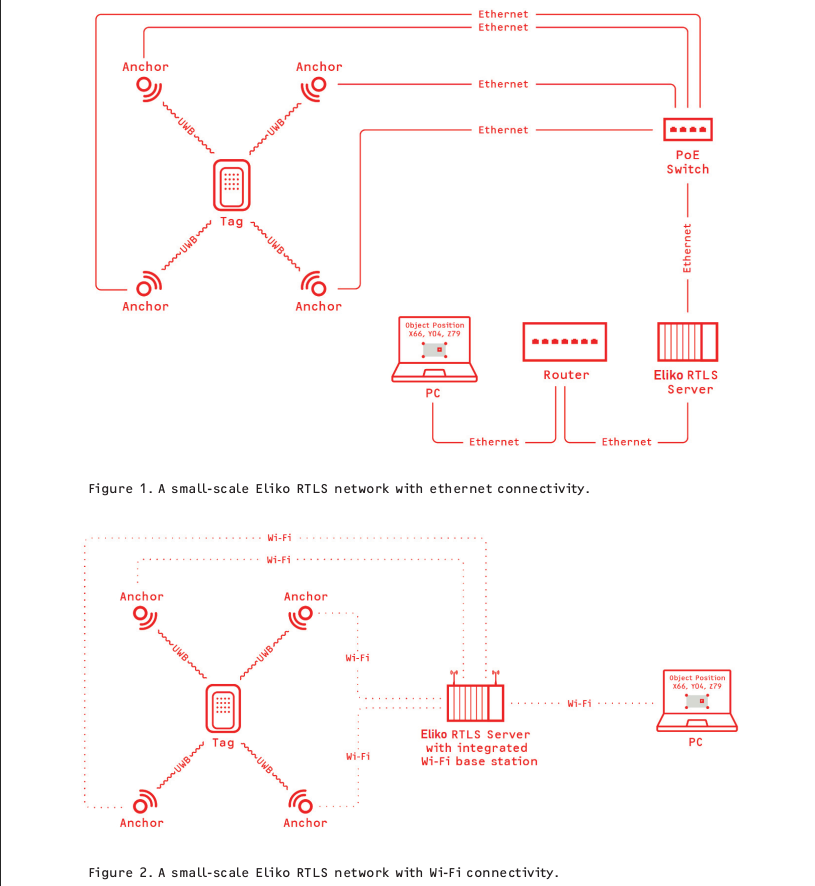 Ethernet
Ethernet
Anchor
Anchor
Ethernet
UWB
UWB
Ethernet
PoE
Switch
Tag
UWB
UWB
Ethernet
Anchor
Anchor
Object Position
X66, Y04, Z79
PC
Router
Eliko RTLS
Server
Ethernet
Ethernet
Figure 1. A small-scale Eliko RTLS network with ethernet connectivity.
Wi-Fi
Wi-Fi
Anchor
Anchor
UWB
UWB
Wi-Fi
Object Position
X66, Y04, Z79
Wi-Fi
Tag
Eliko RTLS Server
with integrated
Wi-Fi base station
PC
UWB
UWB
Wi-Fi
Anchor
Anchor
Figure 2. A small-scale Eliko RTLS network with Wi-Fi connectivity.